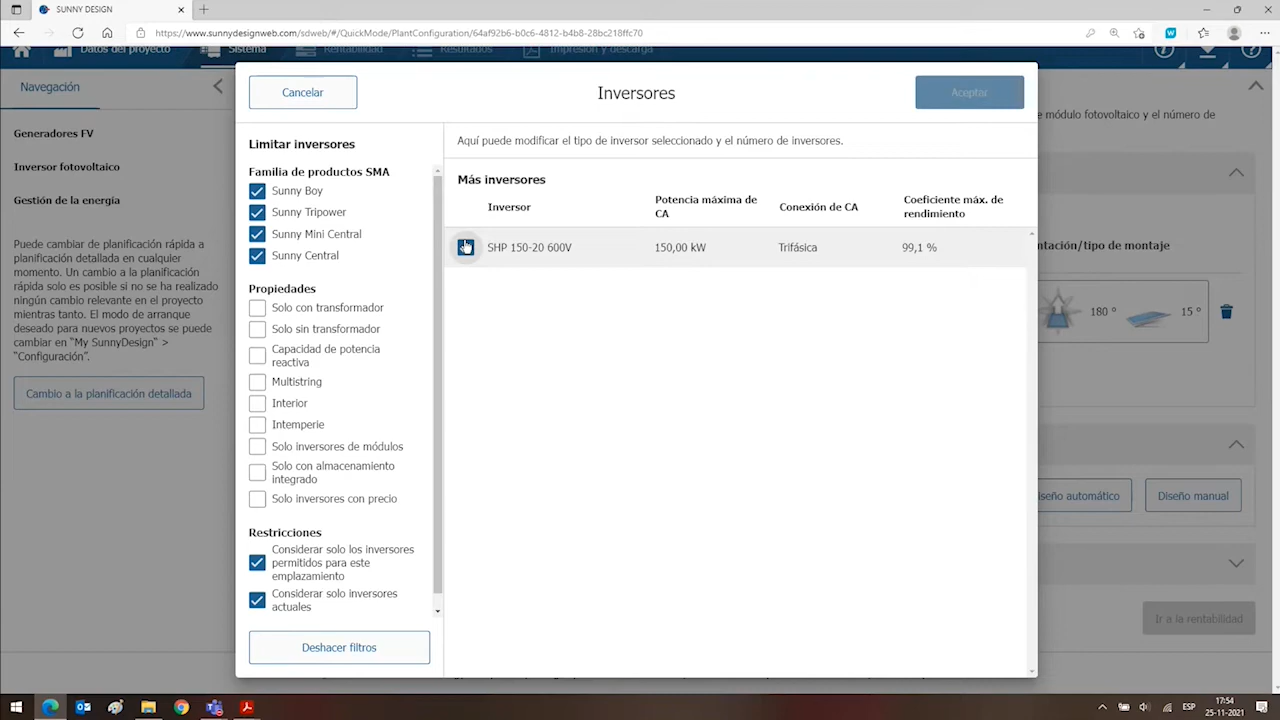 SUNNY DESIGN
https://www.sunnydesignweb.com/sdweb/#/QuickMode/PlantConfiguration/64af92b6-b0c6-4812-b4b8-28bc218ffc70
Datos del proyecto
Sistema
Rentabilidad
Resultados
Impresión y descarga
Navegación
Generadores FV
Inversor fotovoltaico
Gestión de la energía
Puede cambiar de planificación rápida a
planificación detallada en cualquier
momento. Un cambio a la planificación
rápida solo es posible si no se ha realizado
ningún cambio relevante en el proyecto
mientras tanto. El modo de arranque
deseado para nuevos proyectos se puede
cambiar en "My SunnyDesign" >
"Configuración".
Cambio a la planificación detallada
Cancelar
Inversores
Aceptar
Limitar inversores
Familia de productos SMA
Sunny Boy
Sunny Tripower
Sunny Mini Central
Sunny Central
Propiedades
Solo con transformador
Solo sin transformador
Capacidad de potencia
reactiva
Multistring
Interior
Intemperie
Solo inversores de módulos
Solo con almacenamiento
integrado
Solo inversores con precio
Restricciones
Considerar solo los inversores
permitidos para este
emplazamiento
Considerar solo inversores
actuales
Deshacer filtros
Aquí puede modificar el tipo de inversor seleccionado y el número de inversores.
Más inversores
Inversor
Potencia máxima de
CA
Conexión de CA
Coeficiente máx. de
rendimiento
SHP 150-20 600V
150,00 kW
Trifásica
99,1 %
e módulo fotovoltaico y el número de
ntación/tipo de montaje
180 °
15 °
iseño automático
Diseño manual
Ir a la rentabilidad
ESP
17:54
25-11-2021